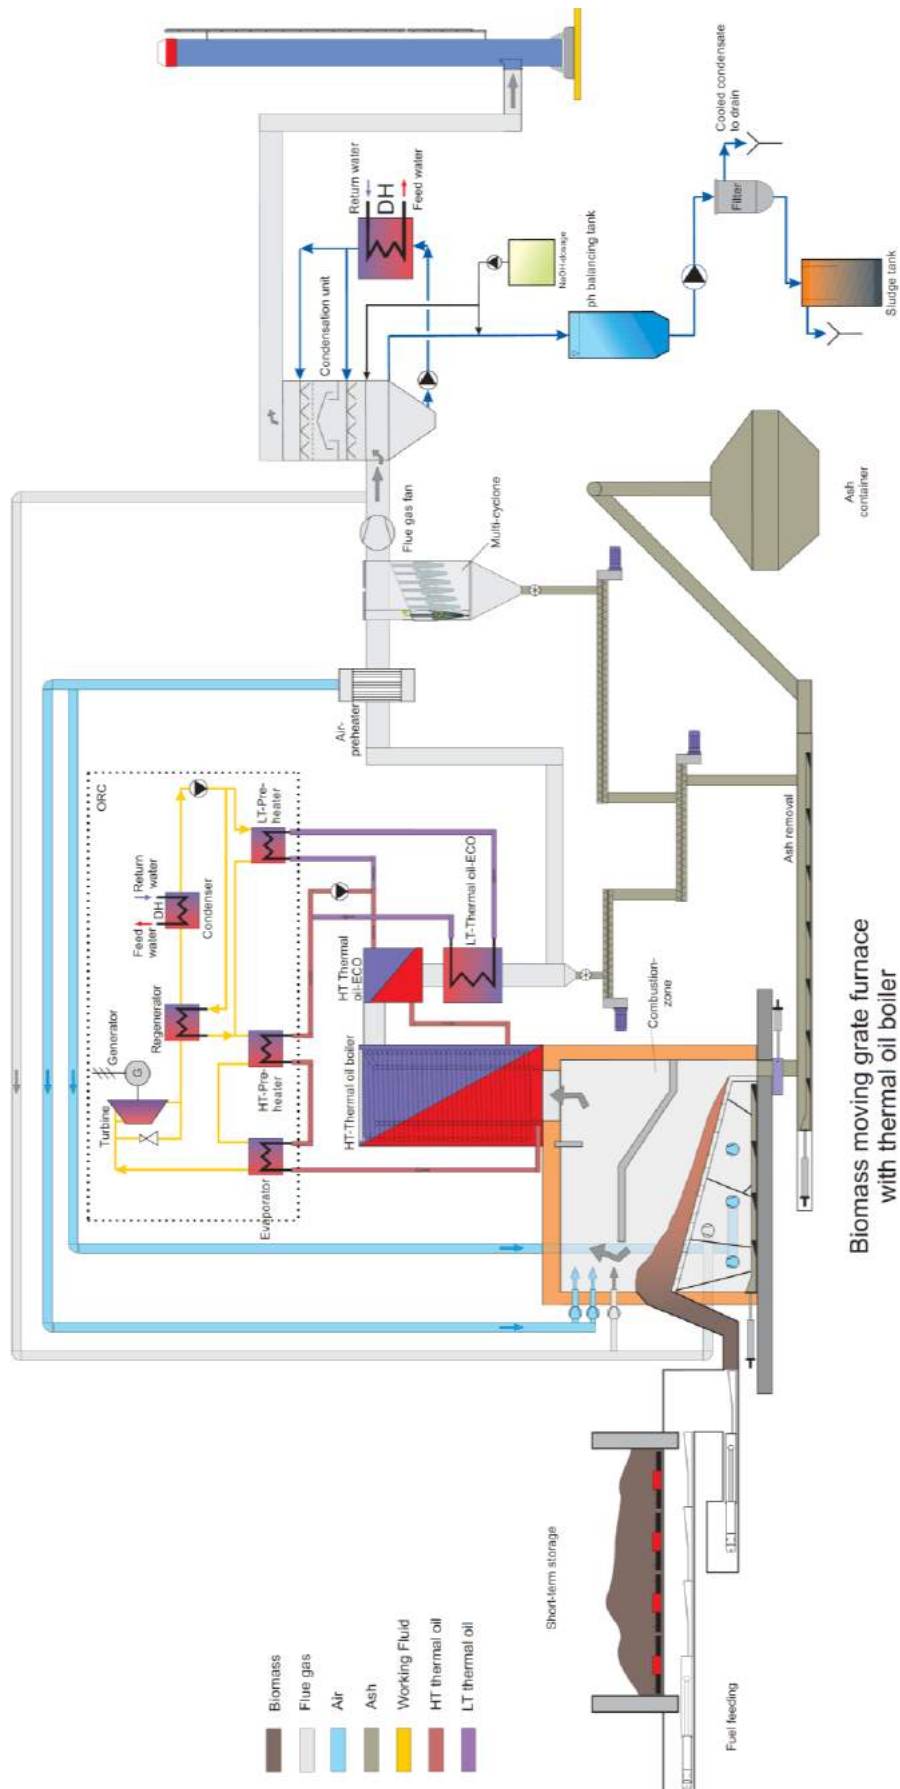 Biomass
Flue gas
Air
Ash
Working Fluid
HT thermal oil
LT thermal oil
Short-term storage
Fuel feeding
ORC
Turbine
Generator
G
Regenerator
Feed
water
DH
Return
water
Condenser
Evaporator
HT-Pre-
heater
LT-Pre-
heater
HT-Thermal oil boiler
HT Thermal
oil-ECO
LT-Thermal oil-ECO
Combustion-
zone
Air-
preheater
Flue gas fan
Multi-cyclone
Ash removal
Ash
container
Condensation unit
Return water
DH
Feed water
NaOH-dosage
ph balancing tank
Filter
Cooled condensate
to drain
Sludge tank
Biomass moving grate furnace
with thermal oil boiler